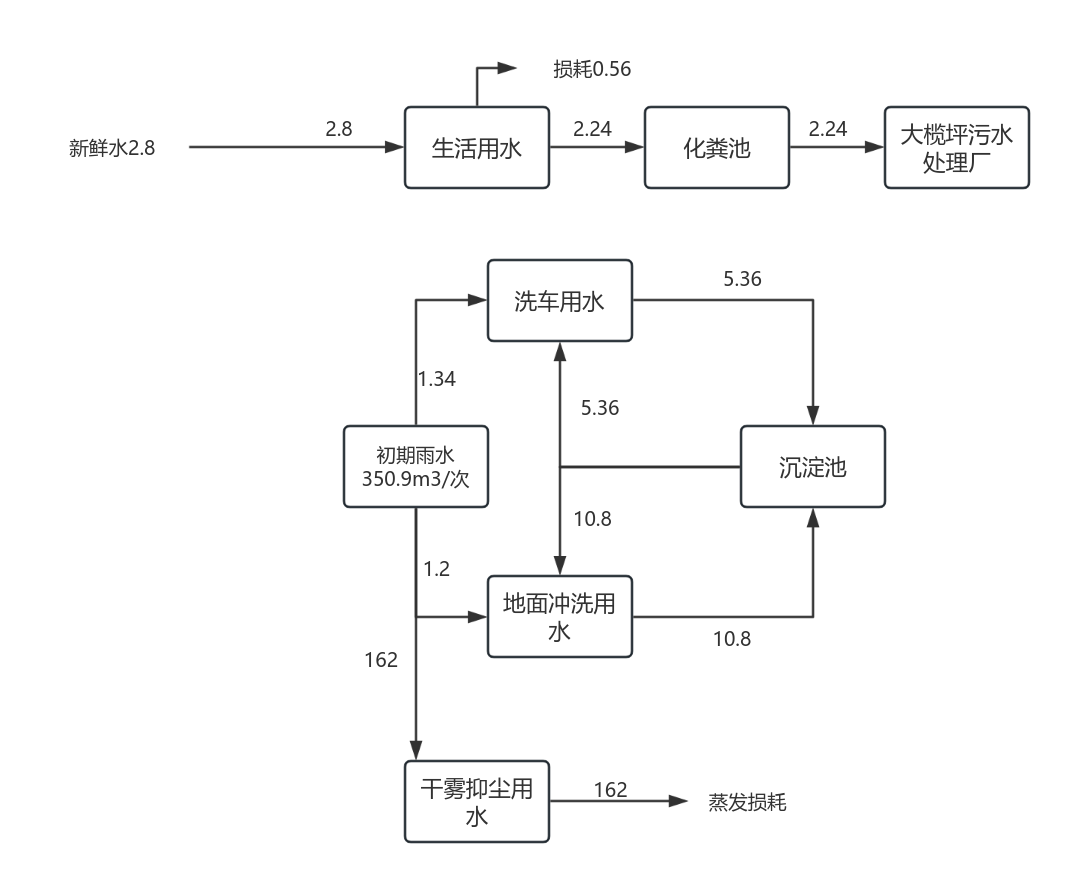 损耗0.56
新鲜水2.8
2.8
生活用水
2.24
化粪池
2.24
大榄坪污水
处理厂
洗车用水
5.36
1.34
5.36
初期雨水
350.9m3/次
沉淀池
10.8
1.2
地面冲洗用
水
10.8
162
干雾抑尘用
水
162
蒸发损耗